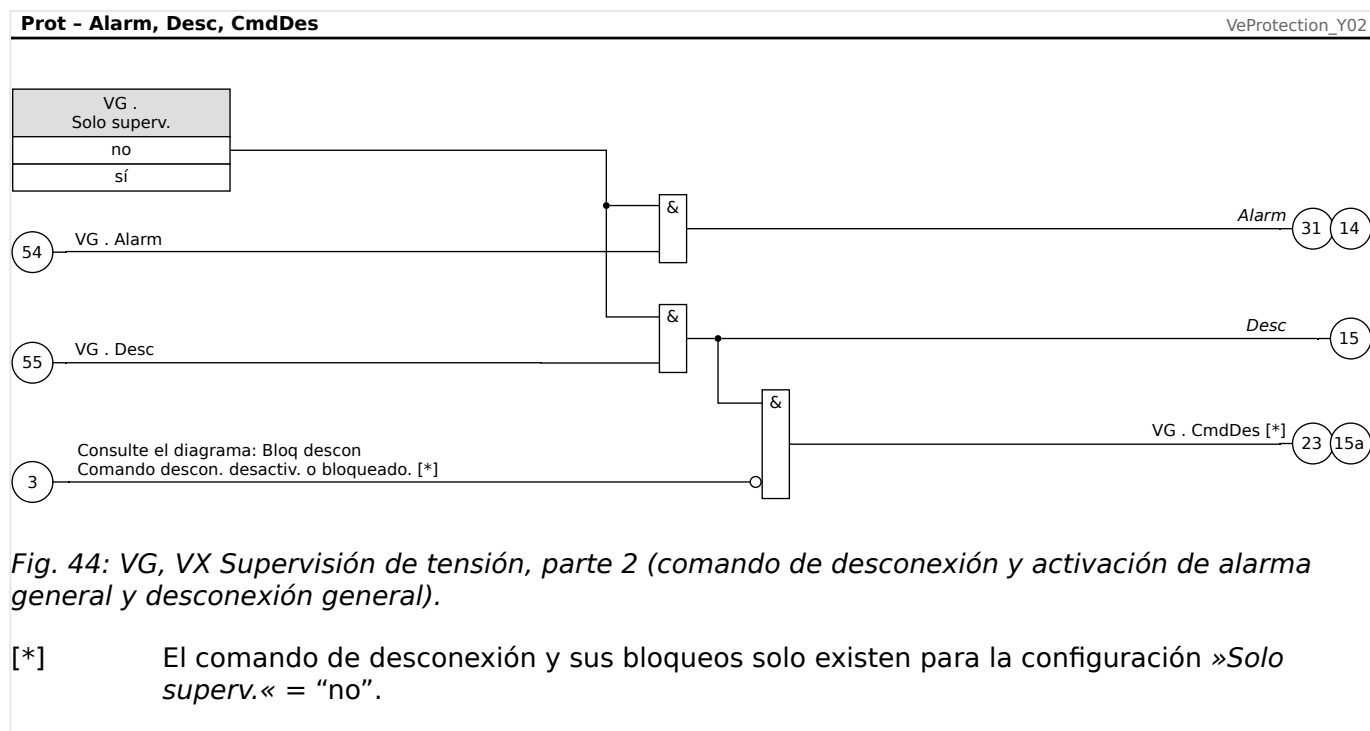 Prot – Alarm, Desc, CmdDes
VeProtection_Y02
VG .
Solo superv.
no
sí
&
Alarm
31
14
54
VG . Alarm
&
Desc
15
55
VG . Desc
&
VG . CmdDes [*]
23
15a
Consulte el diagrama: Bloq descon
Comando descon. desactiv. o bloqueado. [*]
3
Fig. 44: VG, VX Supervisión de tensión, parte 2 (comando de desconexión y activación de alarma
general y desconexión general).
[*] El comando de desconexión y sus bloqueos solo existen para la configuración »Solo
superv.« = “no”.